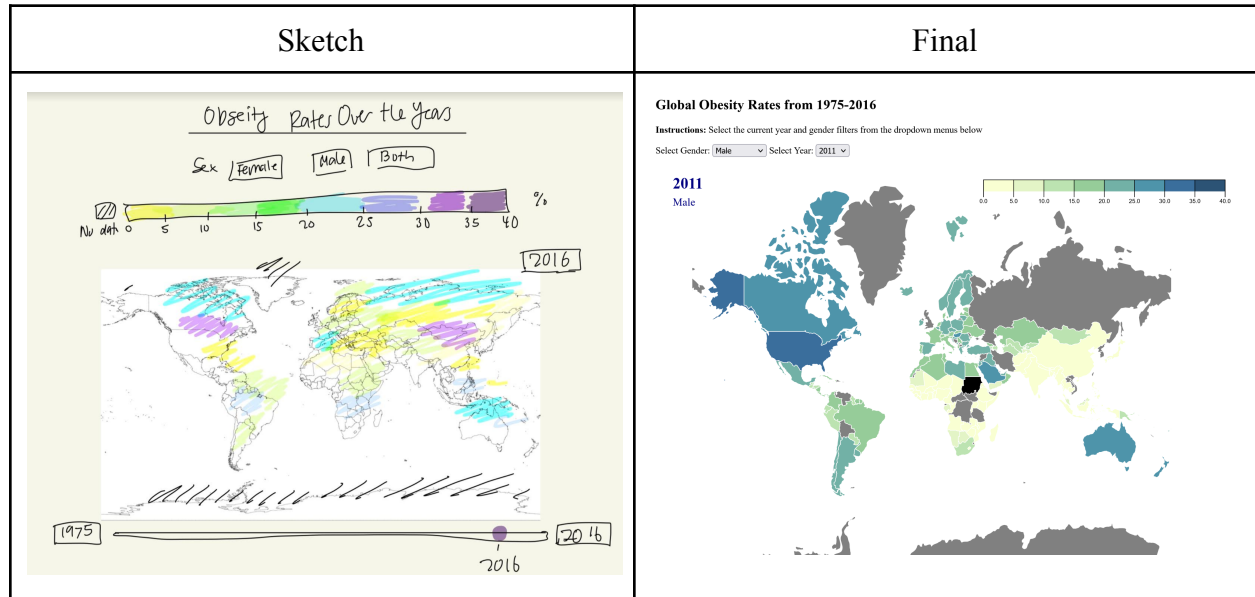 Sketch
Final
Obseity Rates Over the Years
Sex Female Male Both
%
No data 0 5 10 15 20 25 30 35 40
2016
1975
2016
2016
Global Obesity Rates from 1975-2016
Instructions: Select the current year and gender filters from the dropdown menus below
Select Gender: Male Select Year: 2011
2011
Male
0.0 5.0 10.0 15.0 20.0 25.0 30.0 35.0 40.0